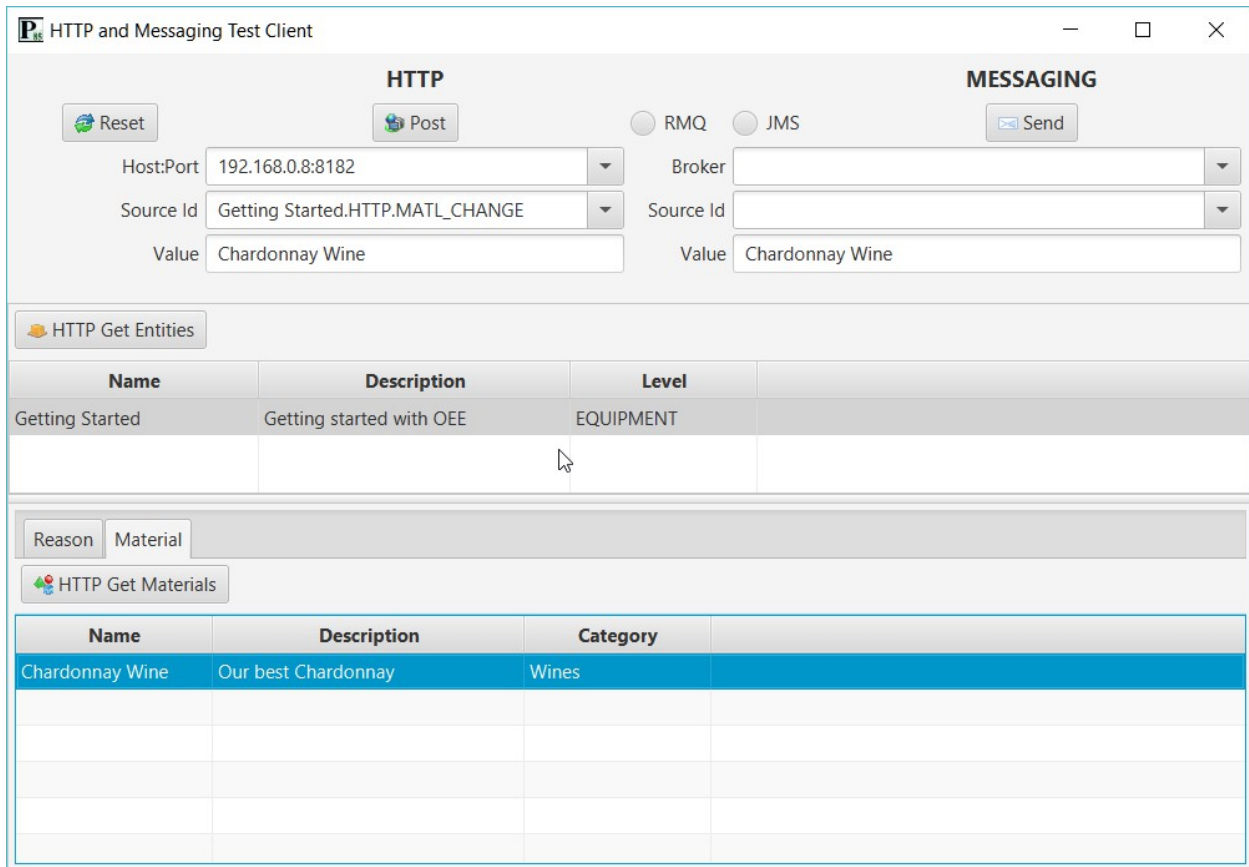 P85 HTTP and Messaging Test Client
HTTP MESSAGING
Reset Post RMQ JMS Send
Host:Port 192.168.0.8:8182 Broker
Source Id Getting Started.HTTP.MATL_CHANGE Source Id
Value Chardonnay Wine Value Chardonnay Wine
HTTP Get Entities
Name Description Level
Getting Started Getting started with OEE EQUIPMENT
Reason Material
HTTP Get Materials
Name Description Category
Chardonnay Wine Our best Chardonnay Wines